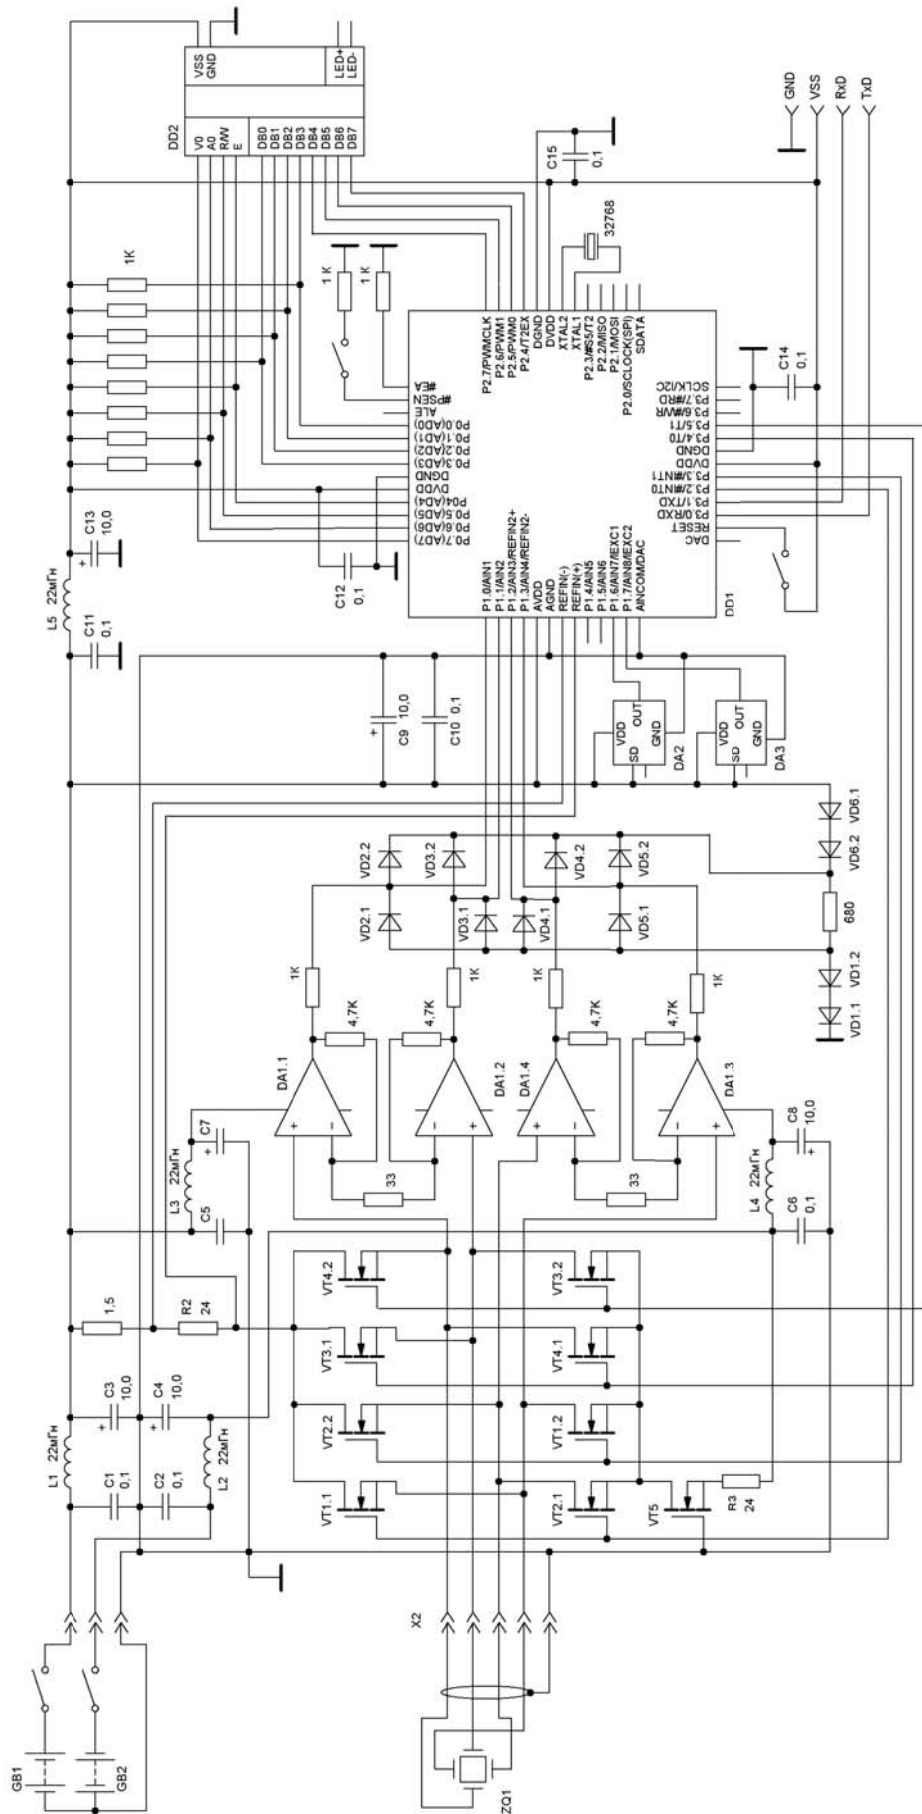 GB1
GB2
L1 22мГн
C1
0,1
C2
0,1
L2 22мГн
C3
10,0
C4
10,0
1,5
R2
24
L3 22мГн
C5
C7
L5 22мГн
C11
0,1
C13
10,0
1K
DD2
V0
A0
R/W
E
DB0
DB1
DB2
DB3
DB4
DB5
DB6
DB7
VSS
GND
LED+
LED-
X2
ZQ1
VT1.1
VT2.2
VT3.1
VT4.2
VT2.1
VT1.2
VT4.1
VT3.2
VT5
R3
24
DA1.1
DA1.2
DA1.4
DA1.3
33
33
4,7K
4,7K
4,7K
4,7K
1K
1K
1K
1K
L4 22мГн
C6
0,1
C8
10,0
VD2.1
VD2.2
VD3.1
VD3.2
VD4.1
VD4.2
VD5.1
VD5.2
VD1.1
VD1.2
680
VD6.2
VD6.1
C9 10,0
C10 0,1
C12
0,1
VDD
SD
OUT
GND
DA2
VDD
SD
OUT
GND
DA3
DD1
P1.0/AIN1
P1.1/AIN2
P1.2/AIN3/REFIN2+
P1.3/AIN4/REFIN2-
AVDD
AGND
REFIN(-)
REFIN(+)
P1.4/AIN5
P1.5/AIN6
P1.6/AIN7/IEXC1
P1.7/AIN8/IEXC2
AINCOM/DAC
P0.7(AD7)
P0.6(AD6)
P0.5(AD5)
P04(AD4)
DVDD
DGND
P0.3(AD3)
P0.2(AD2)
P0.1(AD1)
P0.0(AD0)
ALE
#PSEN
#EA
1 K
1 K
P2.7/PWMCLK
P2.6/PWM1
P2.5/PWM0
P2.4/T2EX
DGND
DVDD
XTAL2
XTAL1
P2.3/#S5/T2
P2.2/MISO
P2.1/MOSI
P2.0/SCLOCK(SPI)
SDATA
DAC
RESET
P3.0/RXD
P3.1/TXD
P3.2/#INT0
P3.3/#INT1
DVDD
DGND
P3.4/T0
P3.5/T1
P3.6/#WR
P3.7/#RD
SCLK/I2C
32768
C15
0,1
C14
0,1
GND
VSS
RxD
TxD